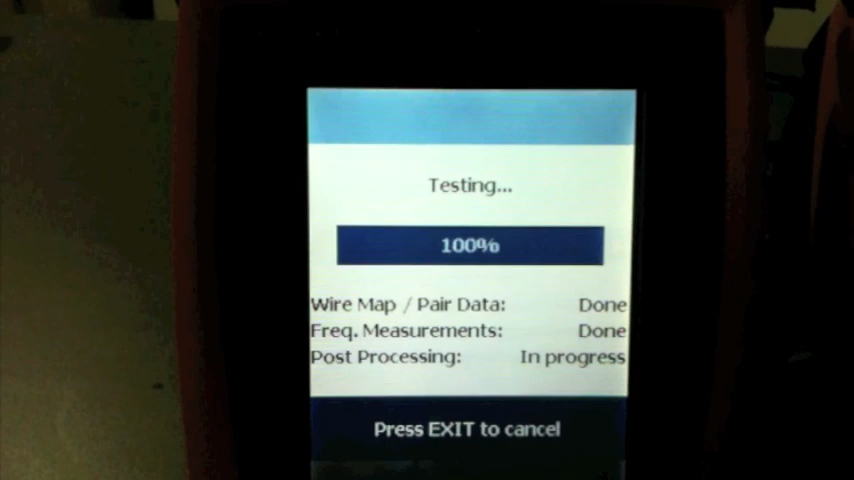 Testing...
100%
Wire Map / Pair Data: Done
Freq. Measurements: Done
Post Processing: In progress
Press EXIT to cancel